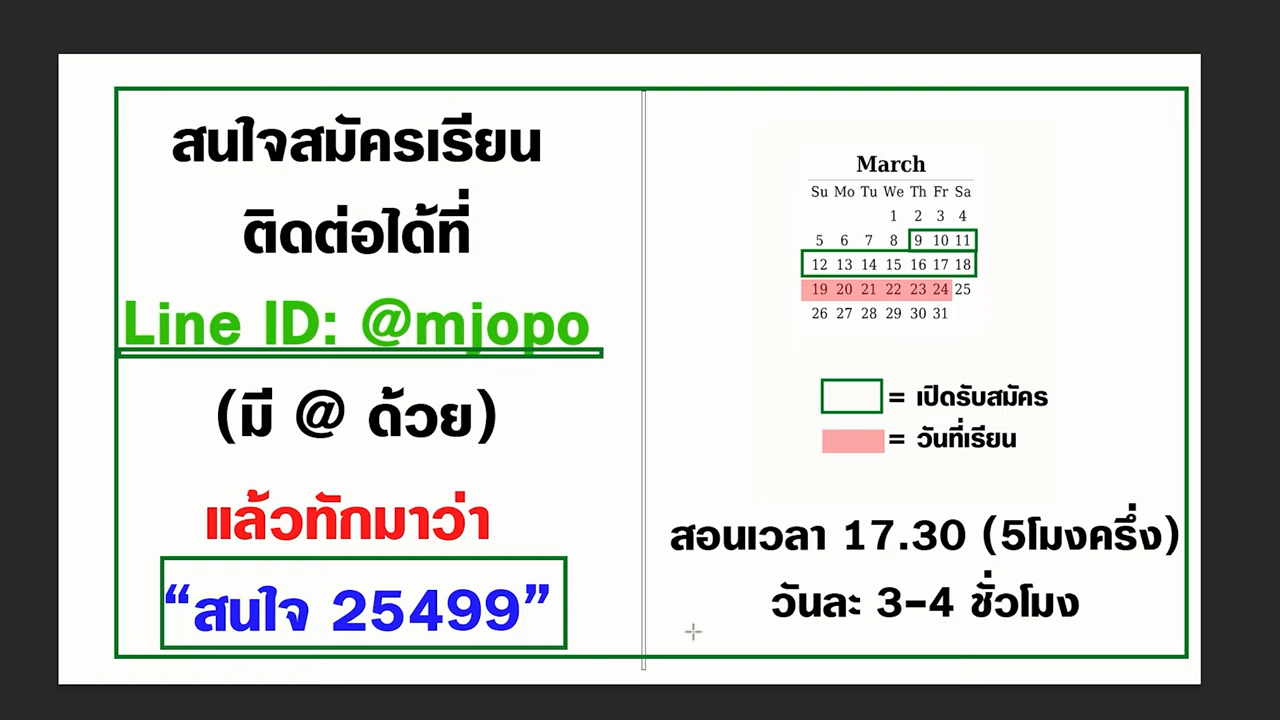 สนใจสมัครเรียน
ติดต่อได้ที่
Line ID: @mjopo
(มี @ ด้วย)
แล้วทักมาว่า
“สนใจ 25499”
March
Su Mo Tu We Th Fr Sa
1 2 3 4
5 6 7 8 9 10 11
12 13 14 15 16 17 18
19 20 21 22 23 24 25
26 27 28 29 30 31
= เปิดรับสมัคร
= วันที่เรียน
สอนเวลา 17.30 (5โมงครึ่ง)
วันละ 3-4 ชั่วโมง